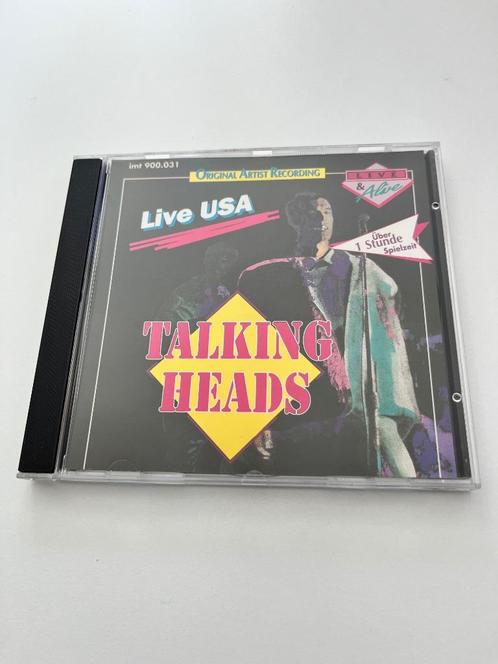 imt 900.031
ORIGINAL ARTIST RECORDING
LIVE
& Alive
Live USA
Über
1 Stunde
Spielzeit
TALKING
HEADS